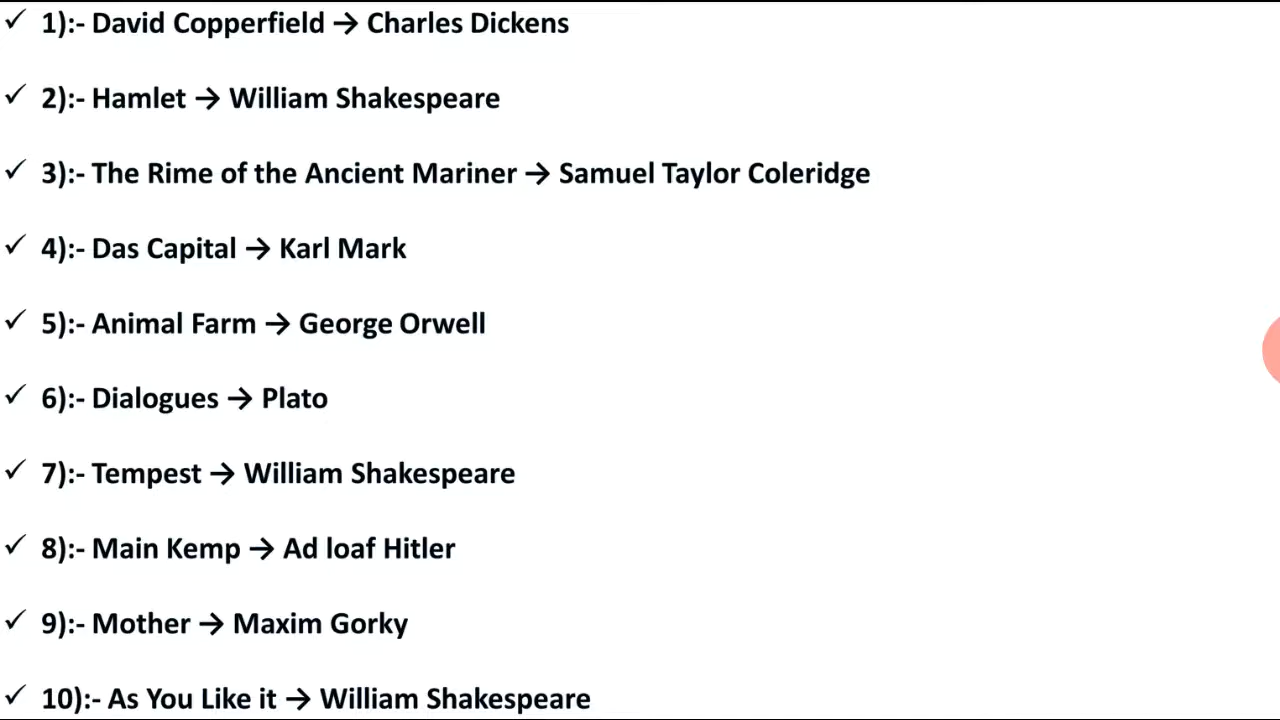 ✓ 1):- David Copperfield → Charles Dickens
✓ 2):- Hamlet → William Shakespeare
✓ 3):- The Rime of the Ancient Mariner → Samuel Taylor Coleridge
✓ 4):- Das Capital → Karl Mark
✓ 5):- Animal Farm → George Orwell
✓ 6):- Dialogues → Plato
✓ 7):- Tempest → William Shakespeare
✓ 8):- Main Kemp → Ad loaf Hitler
✓ 9):- Mother → Maxim Gorky
✓ 10):- As You Like it → William Shakespeare